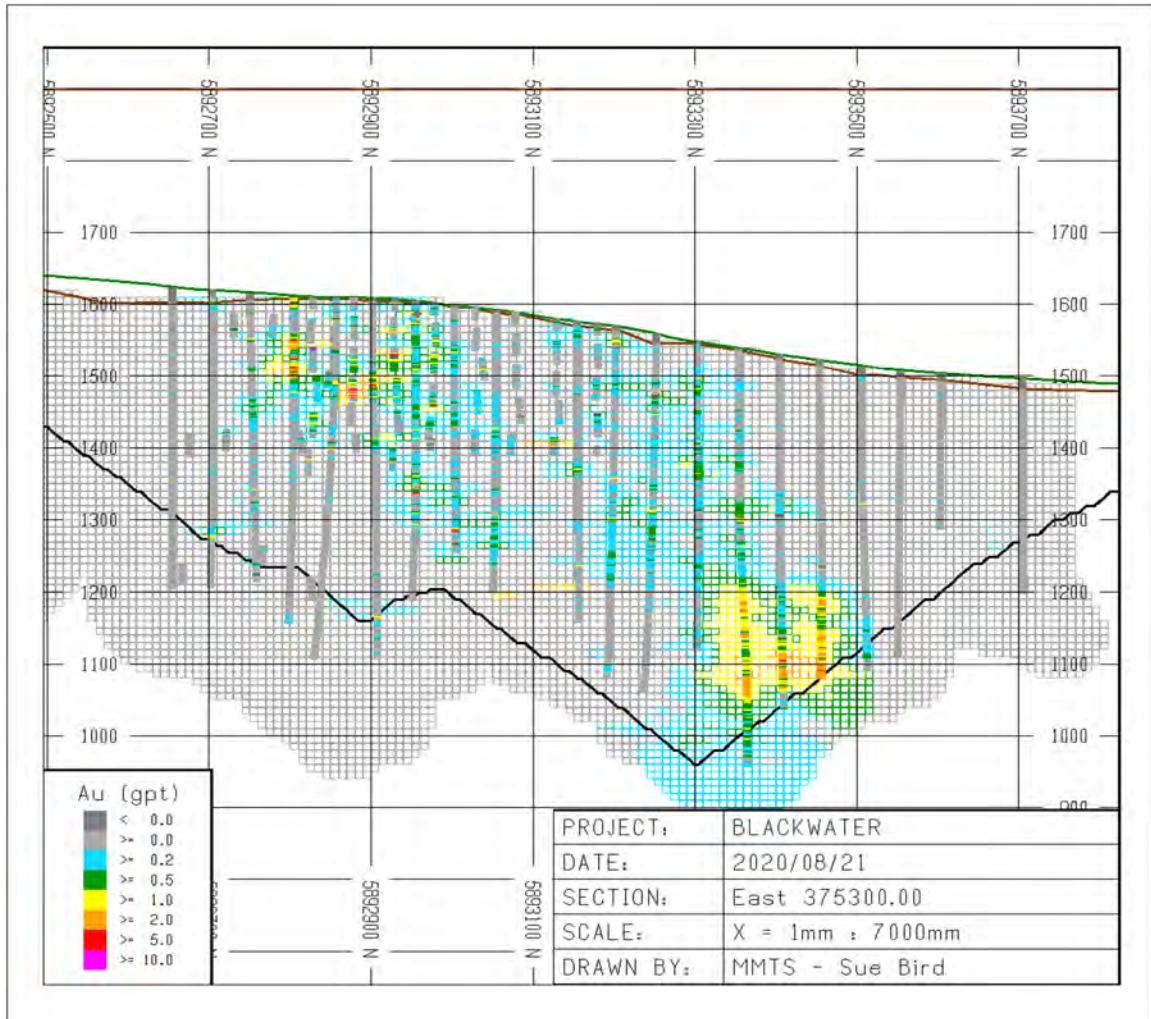 5892500 N
5892700 N
5892900 N
5893100 N
5893300 N
5893500 N
5893700 N
1700 1700
1600 1600
1500 1500
1400 1400
1300 1300
1200 1200
1100 1100
1000 1000
900
Au (gpt)
< 0.0
>= 0.0
>= 0.2
>= 0.5
>= 1.0
>= 2.0
>= 5.0
>= 10.0
5892900 N
5893100 N
PROJECT: BLACKWATER
DATE: 2020/08/21
SECTION: East 375300.00
SCALE: X = 1mm : 7000mm
DRAWN BY: MMTS - Sue Bird